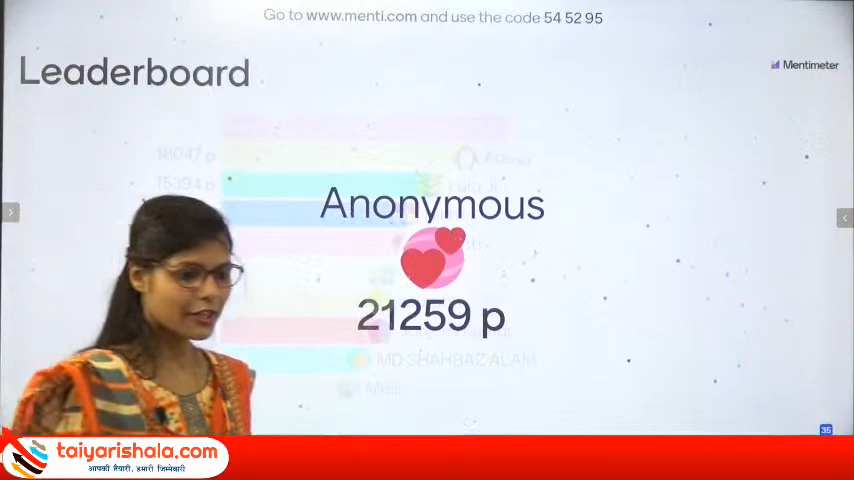 Go to www.menti.com and use the code 54 52 95
Leaderboard
Mentimeter
18047 p
15394 p
Anonymous
21259 p
MD SHAHBAZ ALAM
35
taiyarishala.com
आपकी तैयारी, हमारी जिम्मेवारी